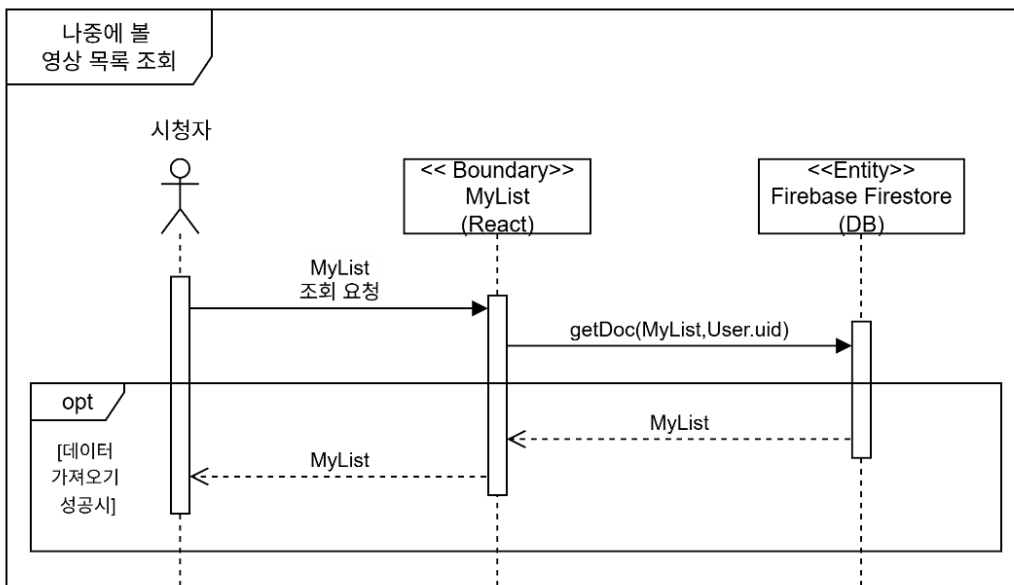 나중에 볼
영상 목록 조회
시청자
<< Boundary>>
MyList
(React)
<<Entity>>
Firebase Firestore
(DB)
MyList
조회 요청
getDoc(MyList,User.uid)
opt
[데이터
가져오기
성공시]
MyList
MyList